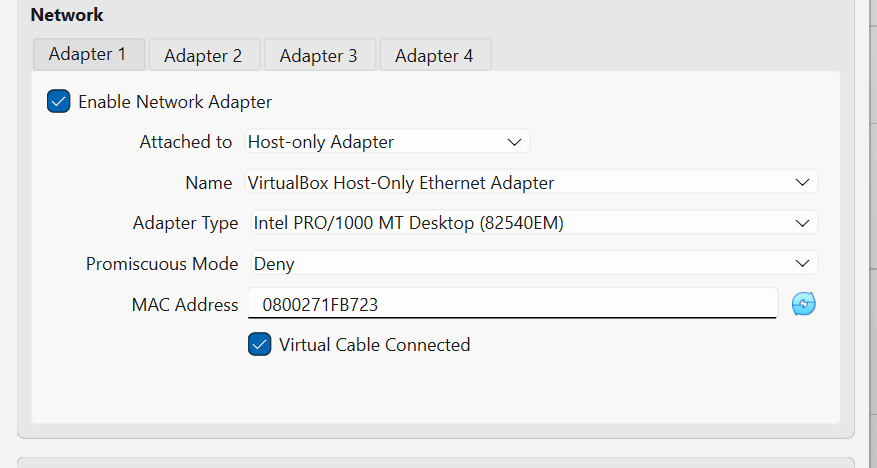 Network
Adapter 1 Adapter 2 Adapter 3 Adapter 4
Enable Network Adapter
Attached to Host-only Adapter
Name VirtualBox Host-Only Ethernet Adapter
Adapter Type Intel PRO/1000 MT Desktop (82540EM)
Promiscuous Mode Deny
MAC Address 0800271FB723
Virtual Cable Connected